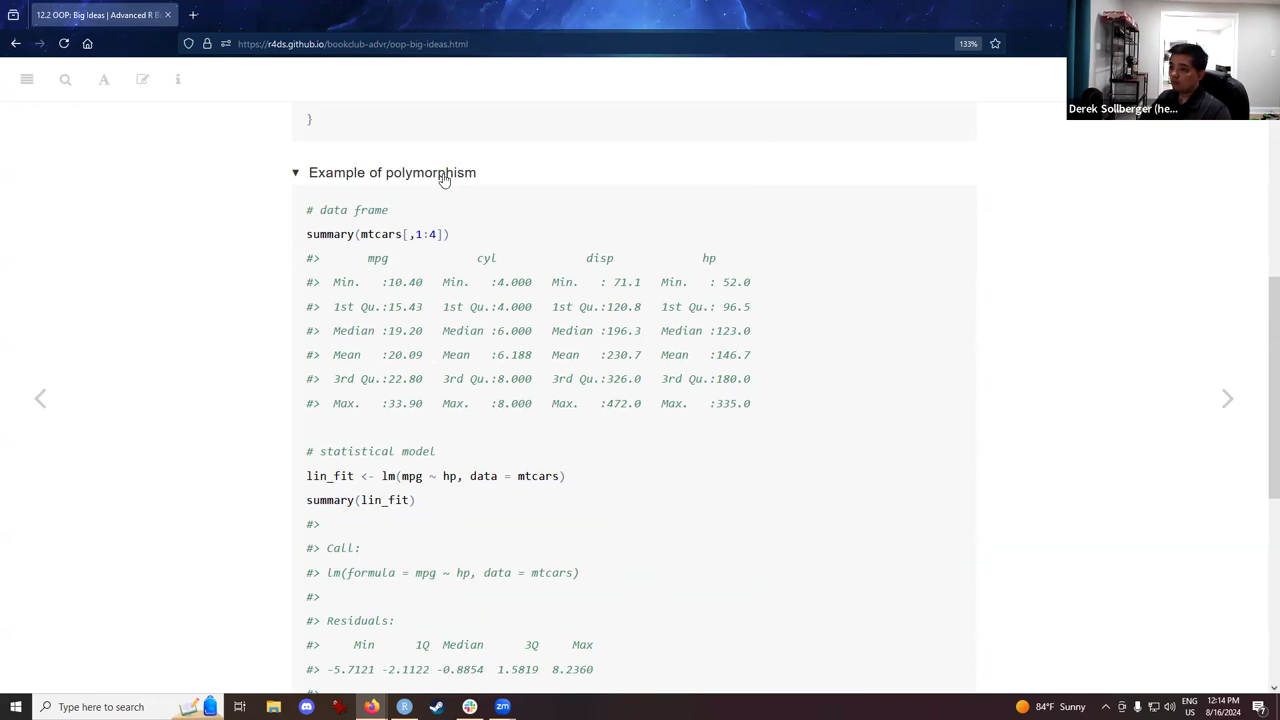 12.2 OOP: Big Ideas | Advanced R B
https://r4ds.github.io/bookclub-advr/oop-big-ideas.html
133%
Derek Sollberger (he...
}
Example of polymorphism
# data frame
summary(mtcars[,1:4])
#>       mpg             cyl             disp             hp
#>  Min.   :10.40   Min.   :4.000   Min.   : 71.1   Min.   : 52.0
#>  1st Qu.:15.43   1st Qu.:4.000   1st Qu.:120.8   1st Qu.: 96.5
#>  Median :19.20   Median :6.000   Median :196.3   Median :123.0
#>  Mean   :20.09   Mean   :6.188   Mean   :230.7   Mean   :146.7
#>  3rd Qu.:22.80   3rd Qu.:8.000   3rd Qu.:326.0   3rd Qu.:180.0
#>  Max.   :33.90   Max.   :8.000   Max.   :472.0   Max.   :335.0
# statistical model
lin_fit <- lm(mpg ~ hp, data = mtcars)
summary(lin_fit)
#>
#> Call:
#> lm(formula = mpg ~ hp, data = mtcars)
#>
#> Residuals:
#>     Min      1Q  Median      3Q     Max
#> -5.7121 -2.1122 -0.8854  1.5819  8.2360
#>
Type here to search
84°F Sunny
ENG
US
12:14 PM
8/16/2024